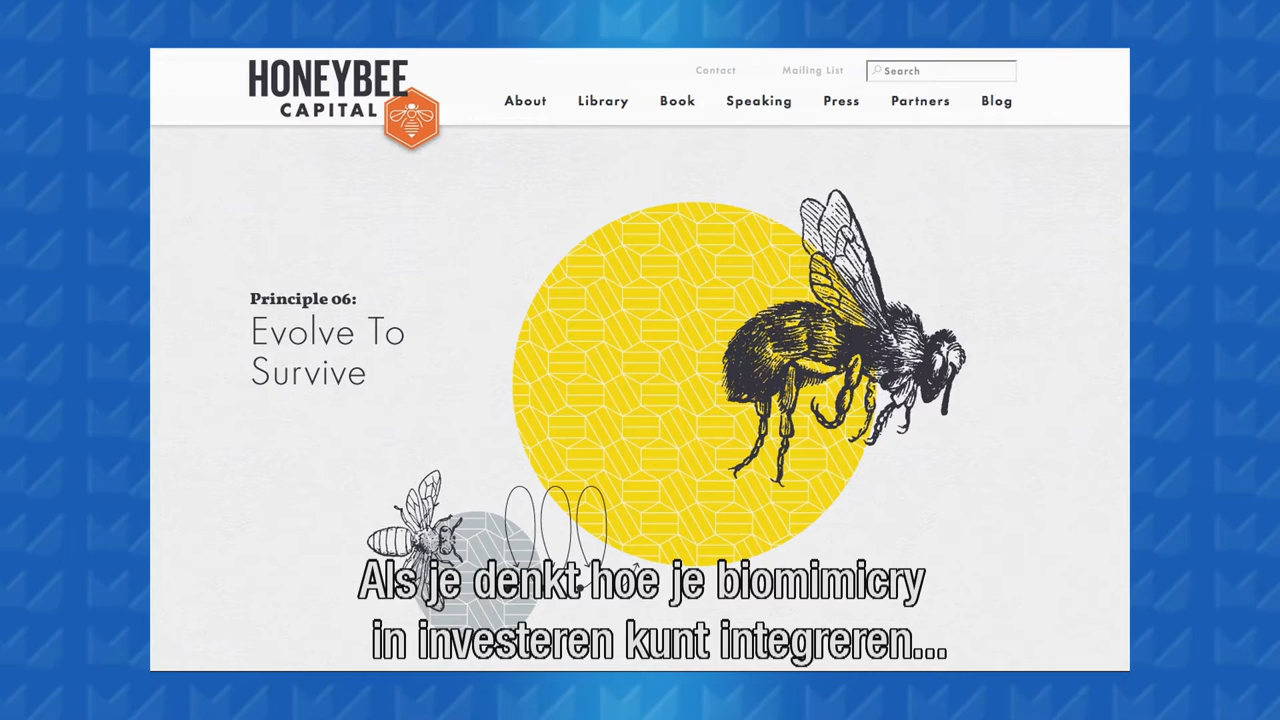 HONEYBEE
CAPITAL
Contact
Mailing List
Search
About
Library
Book
Speaking
Press
Partners
Blog
Principle 06:
Evolve To
Survive
Als je denkt hoe je biomimicry
in investeren kunt integreren...